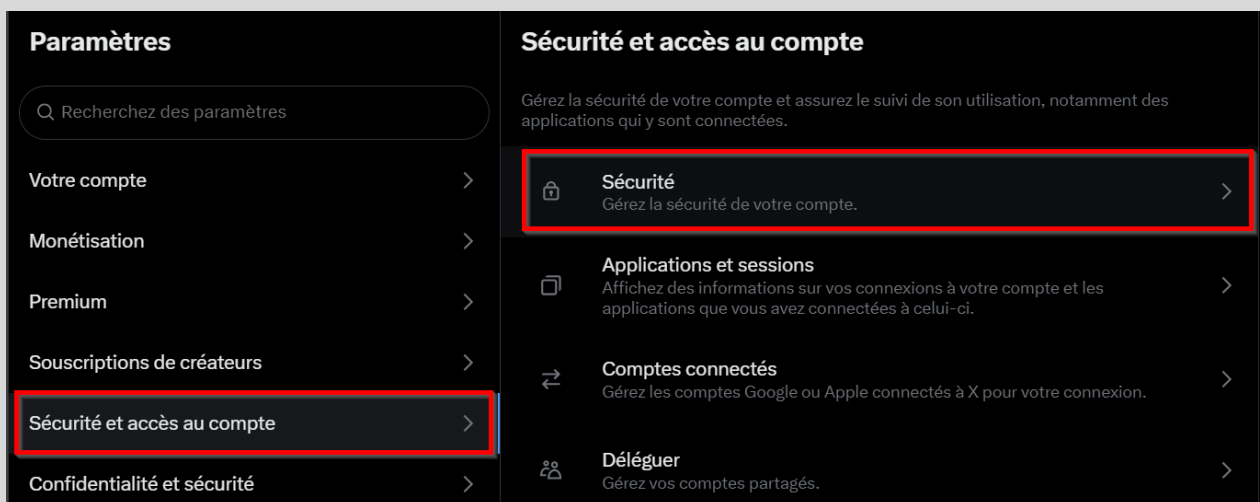 Paramètres
Recherchez des paramètres
Votre compte
Monétisation
Premium
Souscriptions de créateurs
Sécurité et accès au compte
Confidentialité et sécurité
Sécurité et accès au compte
Gérez la sécurité de votre compte et assurez le suivi de son utilisation, notamment des
applications qui y sont connectées.
Sécurité
Gérez la sécurité de votre compte.
Applications et sessions
Affichez des informations sur vos connexions à votre compte et les
applications que vous avez connectées à celui-ci.
Comptes connectés
Gérez les comptes Google ou Apple connectés à X pour votre connexion.
Déléguer
Gérez vos comptes partagés.